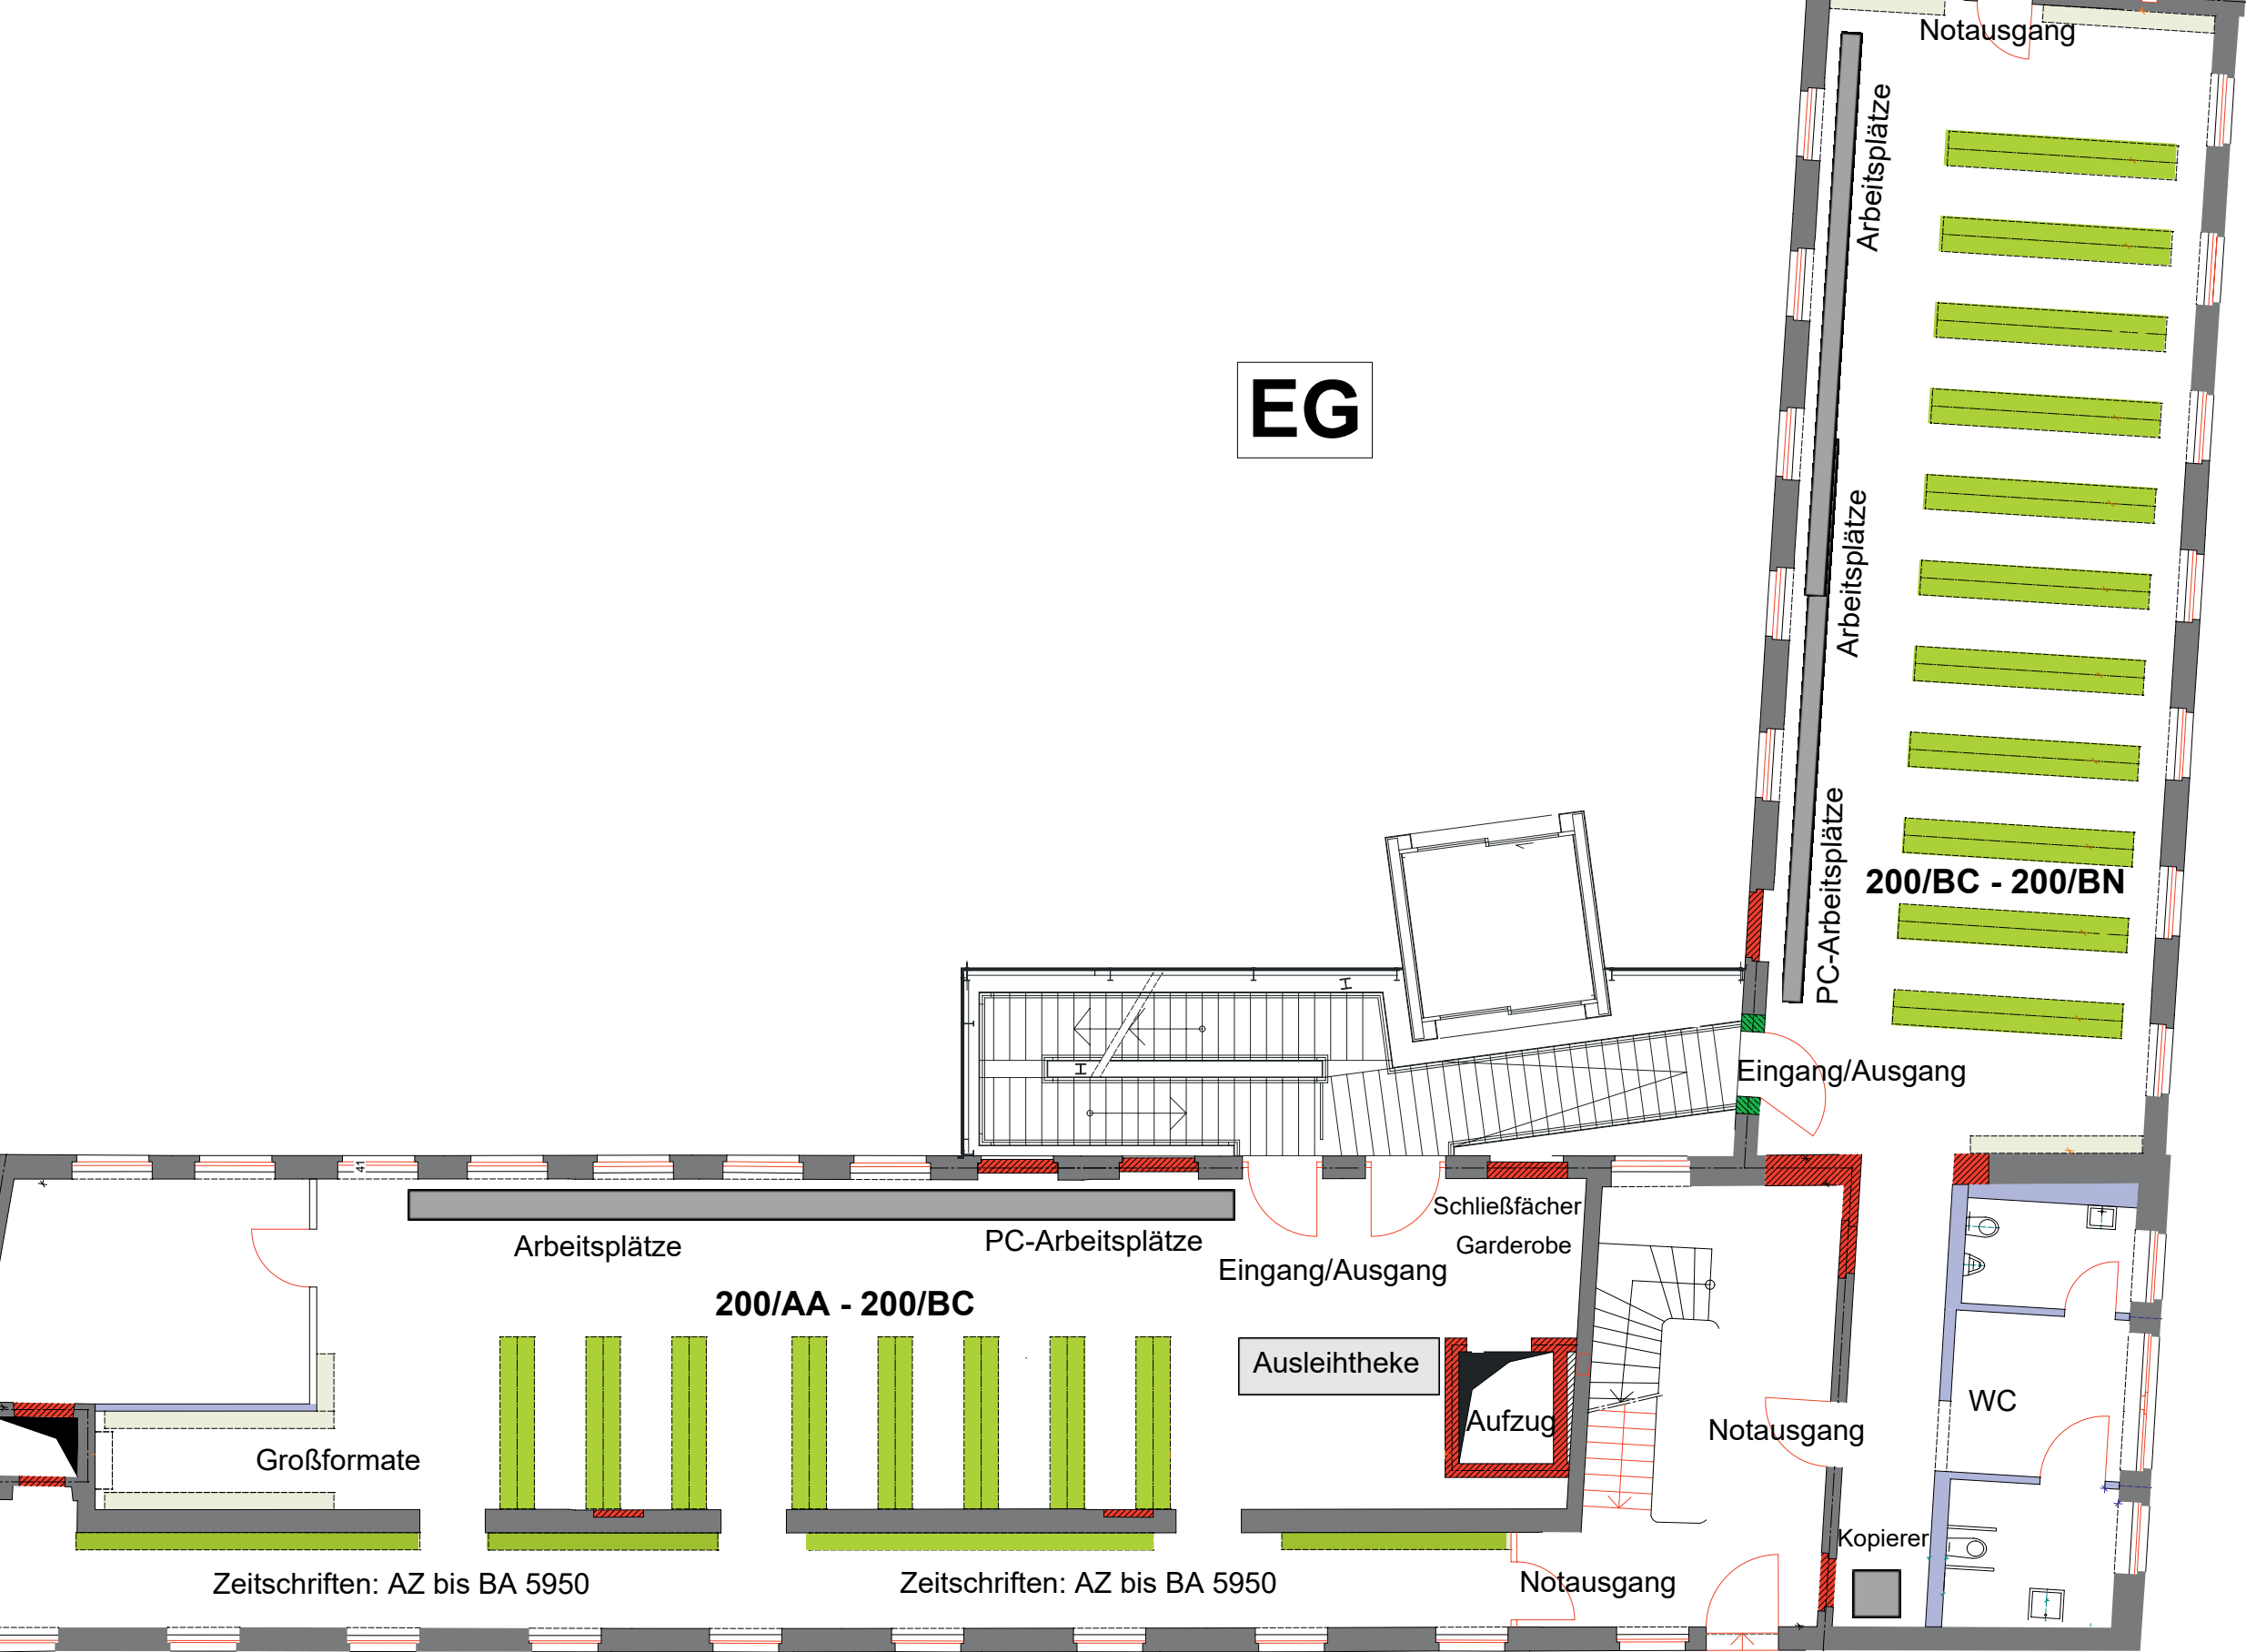 Notausgang
Arbeitsplätze
EG
Arbeitsplätze
PC-Arbeitsplätze
200/BC - 200/BN
Eingang/Ausgang
41
Schließfächer
Garderobe
Arbeitsplätze
PC-Arbeitsplätze
Eingang/Ausgang
200/AA - 200/BC
Ausleihtheke
Aufzug
Notausgang
WC
Großformate
Kopierer
Zeitschriften: AZ bis BA 5950
Zeitschriften: AZ bis BA 5950
Notausgang